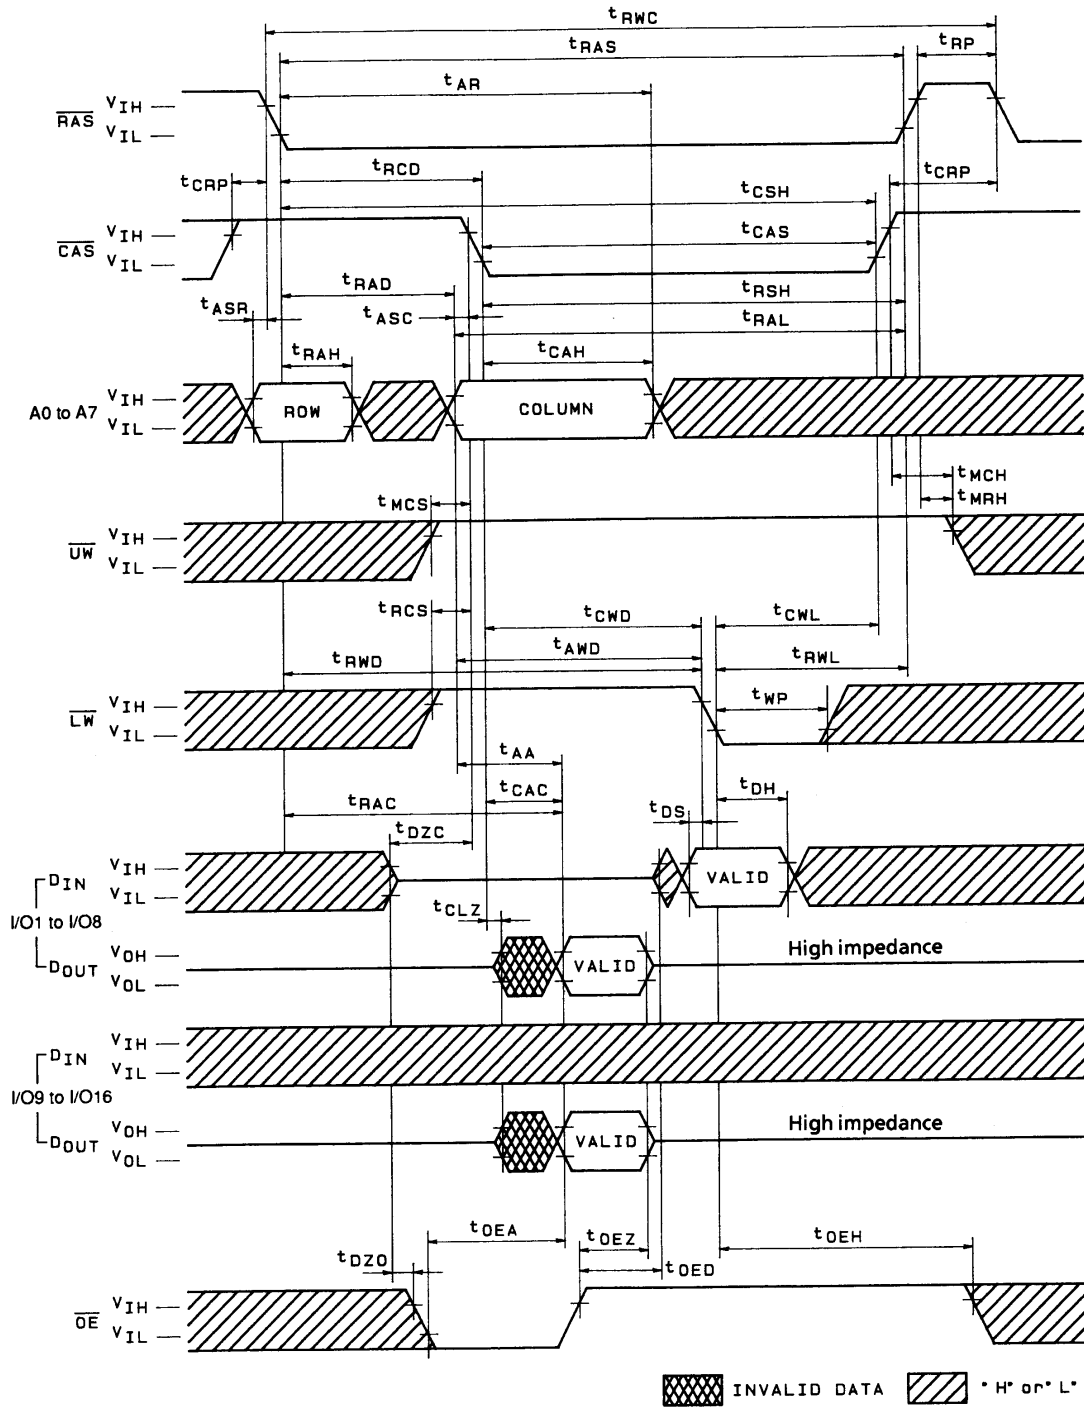 tRWC
tRAS
tRP
tAR
RAS
VIH
VIL
tCRP
tRCD
tCRP
tCSH
CAS
VIH
VIL
tCAS
tRAD
tRSH
tASR
tASC
tRAL
tRAH
tCAH
A0 to A7
VIH
VIL
ROW
COLUMN
tMCH
tMCS
tMRH
UW
VIH
VIL
tRCS
tCWD
tCWL
tAWD
tRWD
tRWL
LW
VIH
VIL
tWP
tAA
tCAC
tDH
tRAC
tDS
tDZC
VIH
DIN
VIL
VALID
I/O1 to I/O8
tCLZ
VOH
DOUT
VOL
VALID
High impedance
VIH
DIN
VIL
I/O9 to I/O16
VOH
DOUT
VOL
VALID
High impedance
tOEA
tOEZ
tOEH
tDZO
tOED
OE
VIH
VIL
INVALID DATA
"H" or "L"